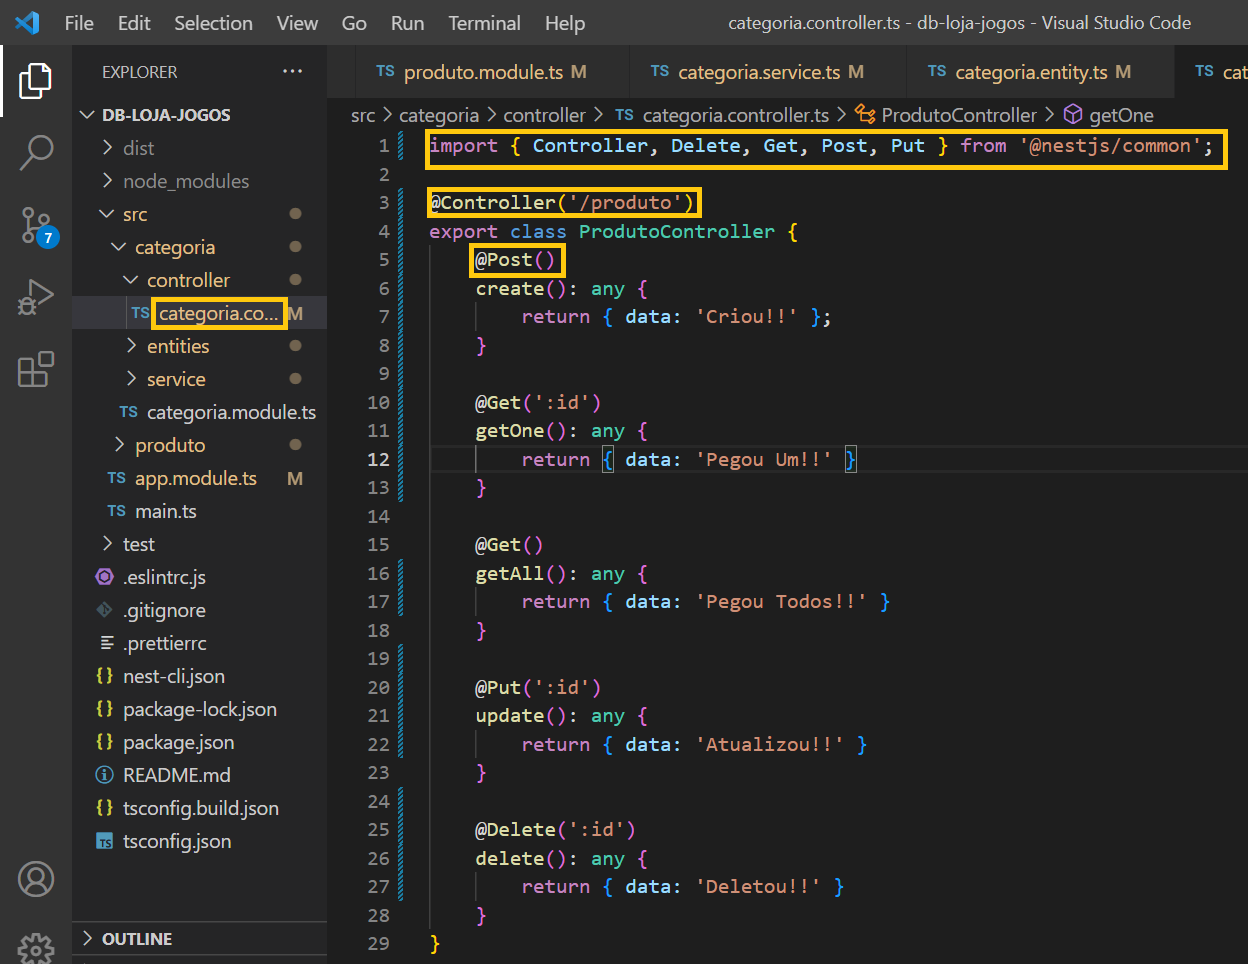 File Edit Selection View Go Run Terminal Help categoria.controller.ts - db-loja-jogos - Visual Studio Code
EXPLORER ···
TS produto.module.ts M TS categoria.service.ts M TS categoria.entity.ts M TS cat
DB-LOJA-JOGOS
dist
node_modules
src
categoria
controller
TS categoria.co... M
entities
service
TS categoria.module.ts
produto
TS app.module.ts M
TS main.ts
test
.eslintrc.js
.gitignore
.prettierrc
{} nest-cli.json
{} package-lock.json
{} package.json
README.md
{} tsconfig.build.json
TS tsconfig.json
OUTLINE
7
src > categoria > controller > TS categoria.controller.ts > ProdutoController > getOne
1 import { Controller, Delete, Get, Post, Put } from '@nestjs/common';
2
3 @Controller('/produto')
4 export class ProdutoController {
5 @Post()
6 create(): any {
7 return { data: 'Criou!!' };
8 }
9
10 @Get(':id')
11 getOne(): any {
12 return { data: 'Pegou Um!!' }
13 }
14
15 @Get()
16 getAll(): any {
17 return { data: 'Pegou Todos!!' }
18 }
19
20 @Put(':id')
21 update(): any {
22 return { data: 'Atualizou!!' }
23 }
24
25 @Delete(':id')
26 delete(): any {
27 return { data: 'Deletou!!' }
28 }
29 }